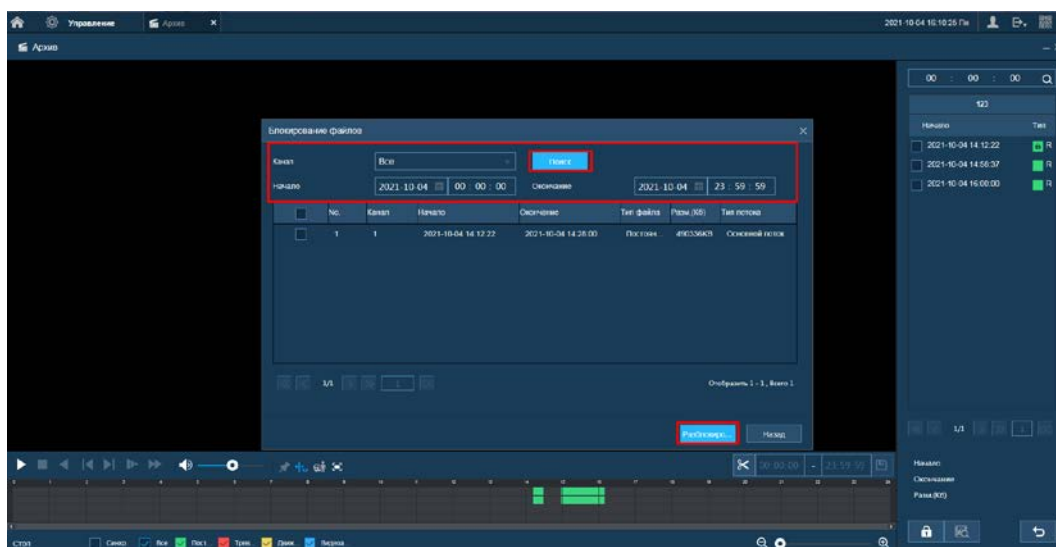 Управление Архив × 2021-10-04 16:10:25 Пн
Архив
00 : 00 : 00
123
Начало Тип
2021-10-04 14:12:22 R
2021-10-04 14:56:37 R
2021-10-04 16:00:00 R
Блокирование файлов ×
Канал Все Поиск
Начало 2021-10-04 00 : 00 : 00 Окончание 2021-10-04 23 : 59 : 59
No. Канал Начало Окончание Тип файла Разм.(Кб) Тип потока
1 1 2021-10-04 14:12:22 2021-10-04 14:28:00 Постоян... 490336KB Основной поток
1/1 1 Отобразить 1 - 1, Всего 1
Разблокиро... Назад
1/1 1
00:00:00 - 23:59:59
Начало
Окончание
Разм.(Кб)
Стоп Синхр. Все Пост... Трев... Движ...